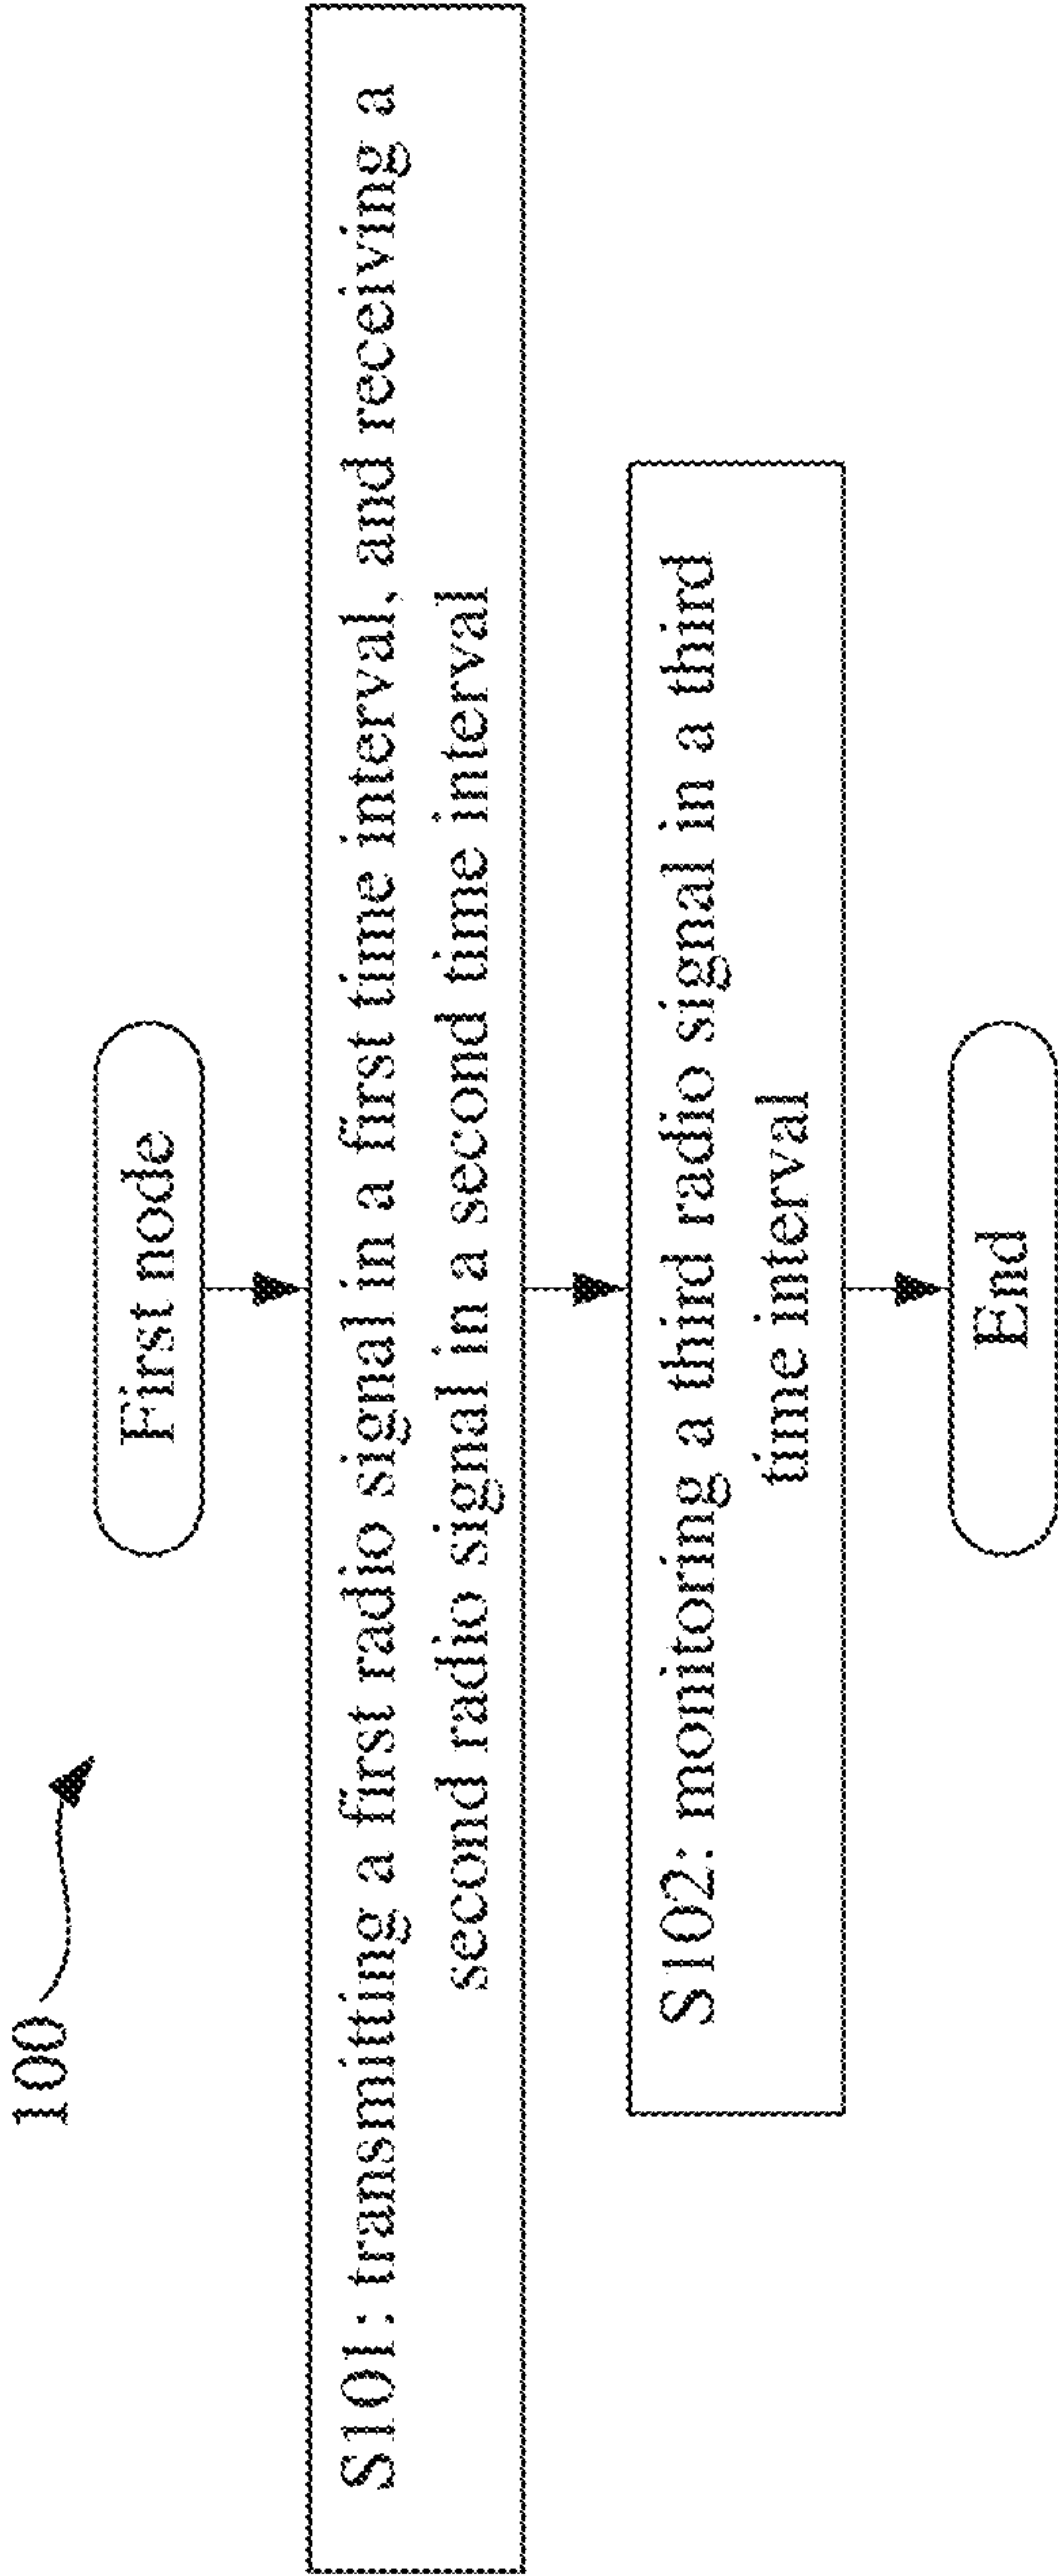 100
First node
S101: transmitting a first radio signal in a first time interval, and receiving a
second radio signal in a second time interval
S102: monitoring a third radio signal in a third
time interval
End